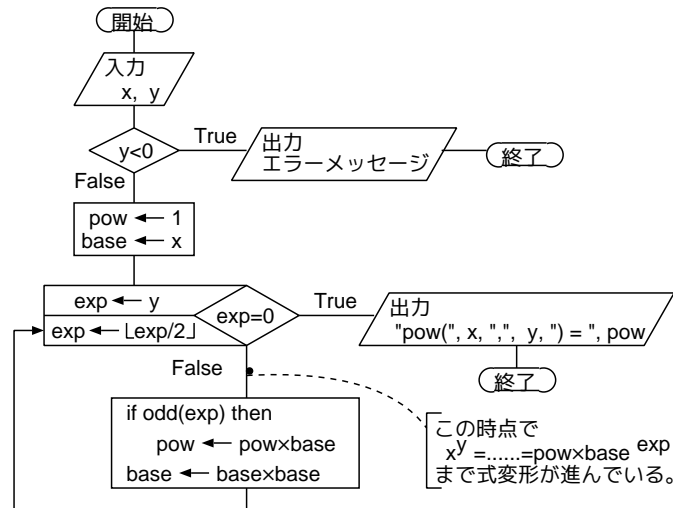 開始
入力
x, y
y<0
True
出力
エラーメッセージ
終了
False
pow ← 1
base ← x
exp ← y
exp ← ⌊exp/2⌋
exp=0
True
出力
"pow(", x, ",", y, ") = ", pow
終了
False
if odd(exp) then
pow ← pow×base
base ← base×base
この時点で
x^y =......=pow×base^exp
まで式変形が進んでいる。